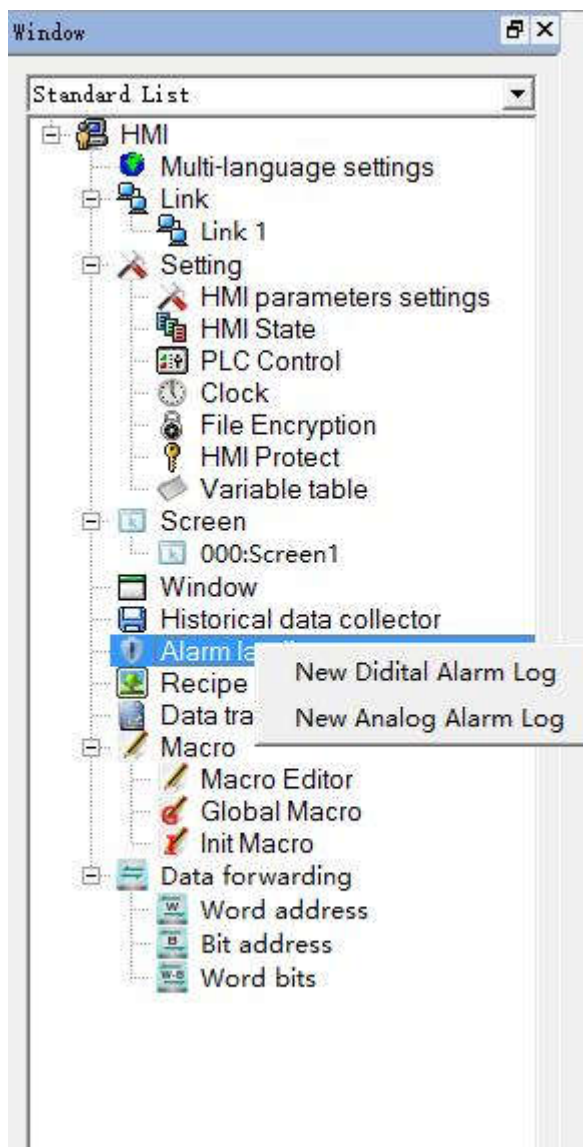 Window
Standard List
HMI
Multi-language settings
Link
Link 1
Setting
HMI parameters settings
HMI State
PLC Control
Clock
File Encryption
HMI Protect
Variable table
Screen
000:Screen1
Window
Historical data collector
Alarm
New Didital Alarm Log
Recipe
Data
New Analog Alarm Log
Macro
Macro Editor
Global Macro
Init Macro
Data forwarding
Word address
Bit address
Word bits